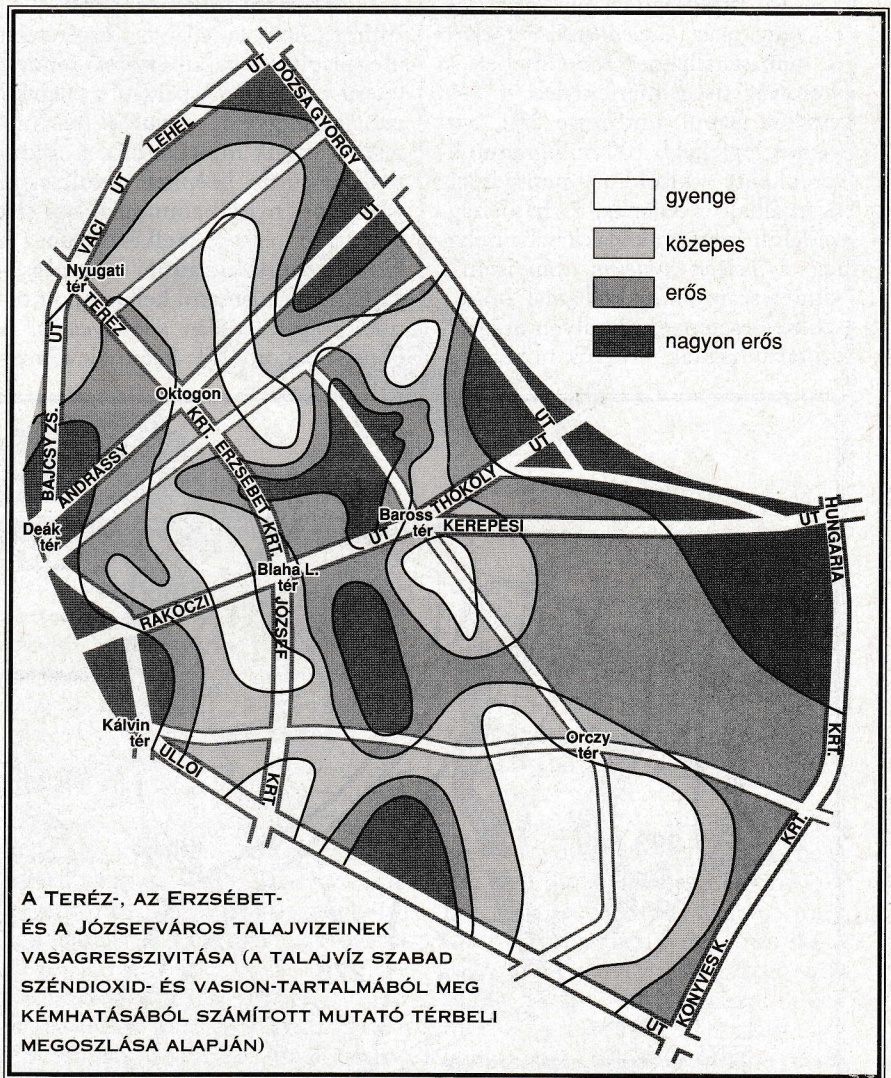 ÚT
DÓZSA GYÖRGY
LEHEL
ÚT
ÚT
VÁCI
Nyugati
tér
TERÉZ
ÚT
gyenge
közepes
erős
nagyon erős
Oktogon
KRT.
ERZSÉBET KRT.
BAJCSY ZS.
ANDRÁSSY
ÚT
ÚT
THÖKÖLY
Deák
tér
Baross
tér
KEREPESI
ÚT
ÚT
HUNGÁRIA
Blaha L.
tér
RÁKÓCZI
JÓZSEF
Kálvin
tér
ÜLLŐI
Orczy
tér
KRT.
KRT.
KRT.
KÖNYVES K.
ÚT
A Teréz-, az Erzsébet-
és a Józsefváros talajvizeinek
vasagresszivitása (a talajvíz szabad
széndioxid- és vasion-tartalmából meg
kémhatásából számított mutató térbeli
megoszlása alapján)